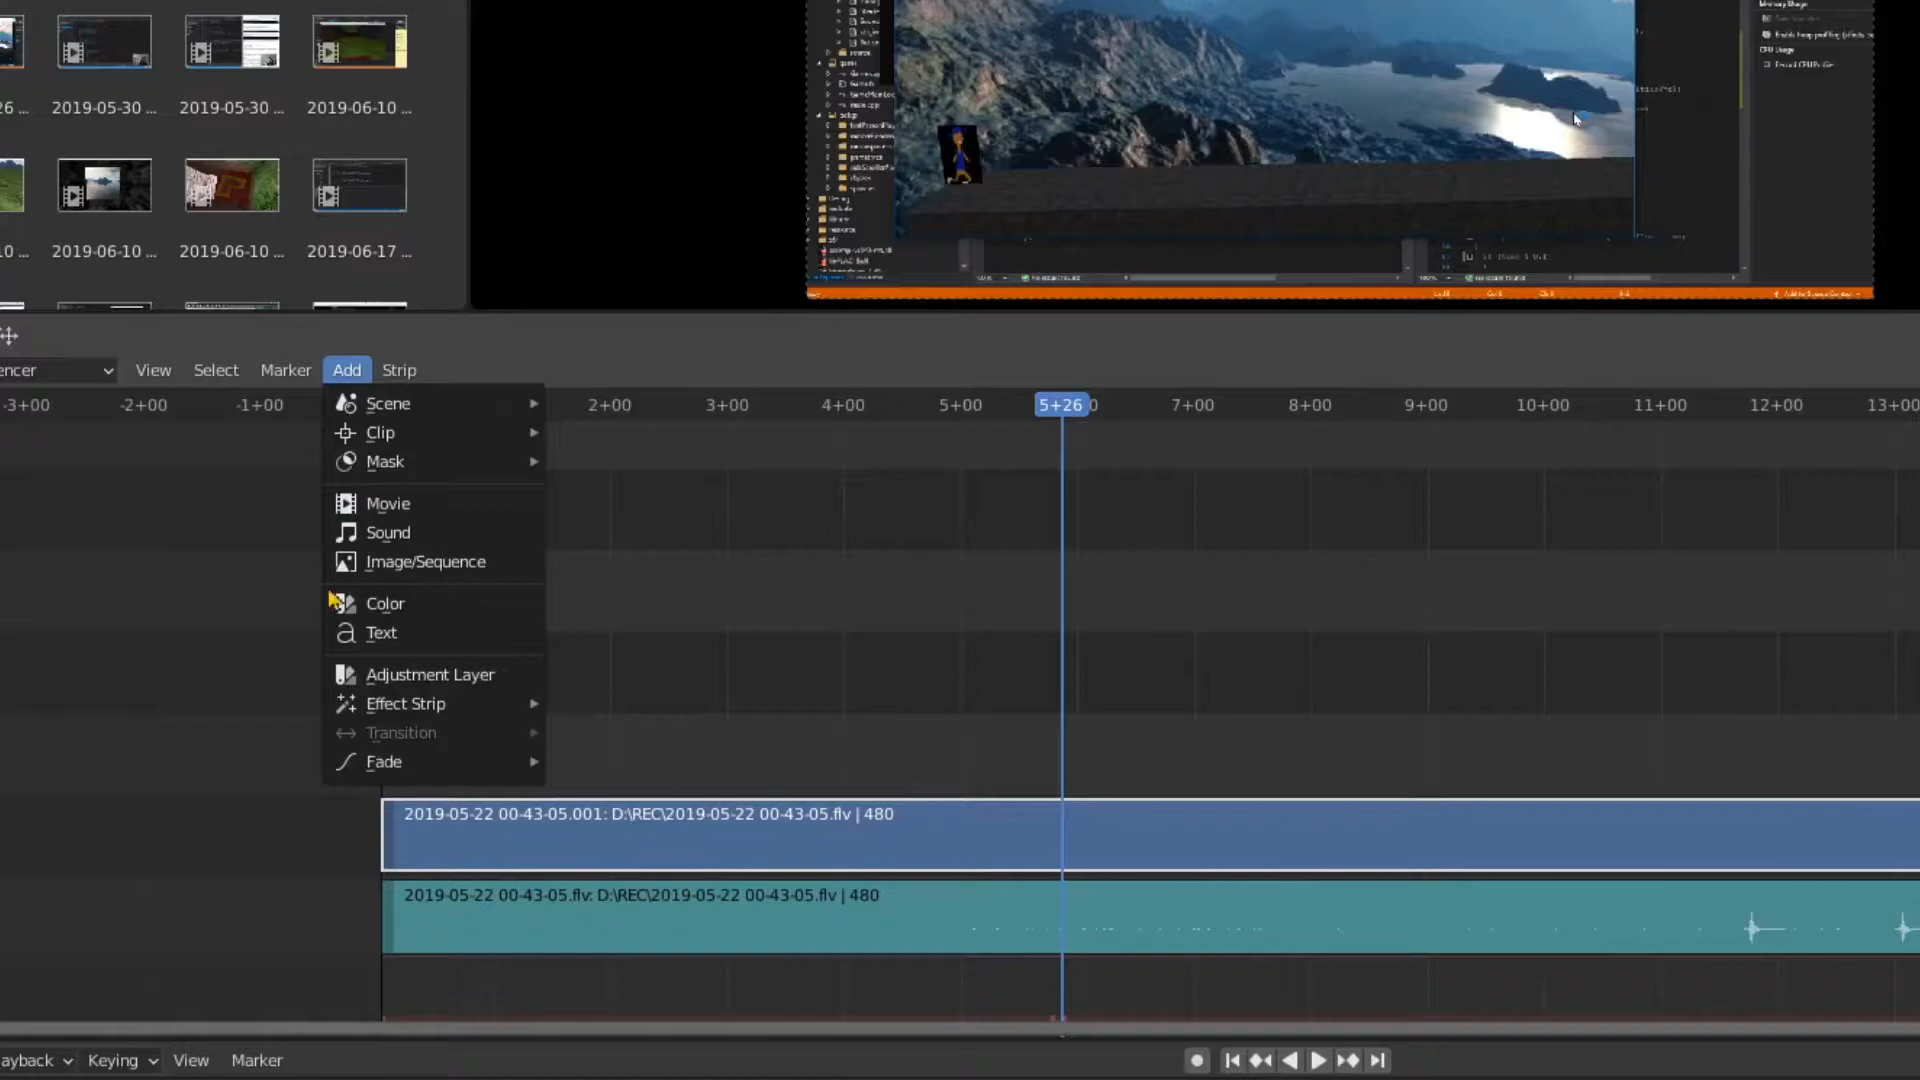 26 ...
2019-05-30 ...
2019-05-30 ...
2019-06-10 ...
10 ...
2019-06-10 ...
2019-06-10 ...
2019-06-17 ...
Memory Usage
CPU Usage
encer
View
Select
Marker
Add
Strip
-3+00
-2+00
-1+00
2+00
3+00
4+00
5+00
5+26
0
7+00
8+00
9+00
10+00
11+00
12+00
13+00
Scene
Clip
Mask
Movie
Sound
Image/Sequence
Color
Text
Adjustment Layer
Effect Strip
Transition
Fade
2019-05-22 00-43-05.001: D:\REC\2019-05-22 00-43-05.flv | 480
2019-05-22 00-43-05.flv: D:\REC\2019-05-22 00-43-05.flv | 480
ayback
Keying
View
Marker